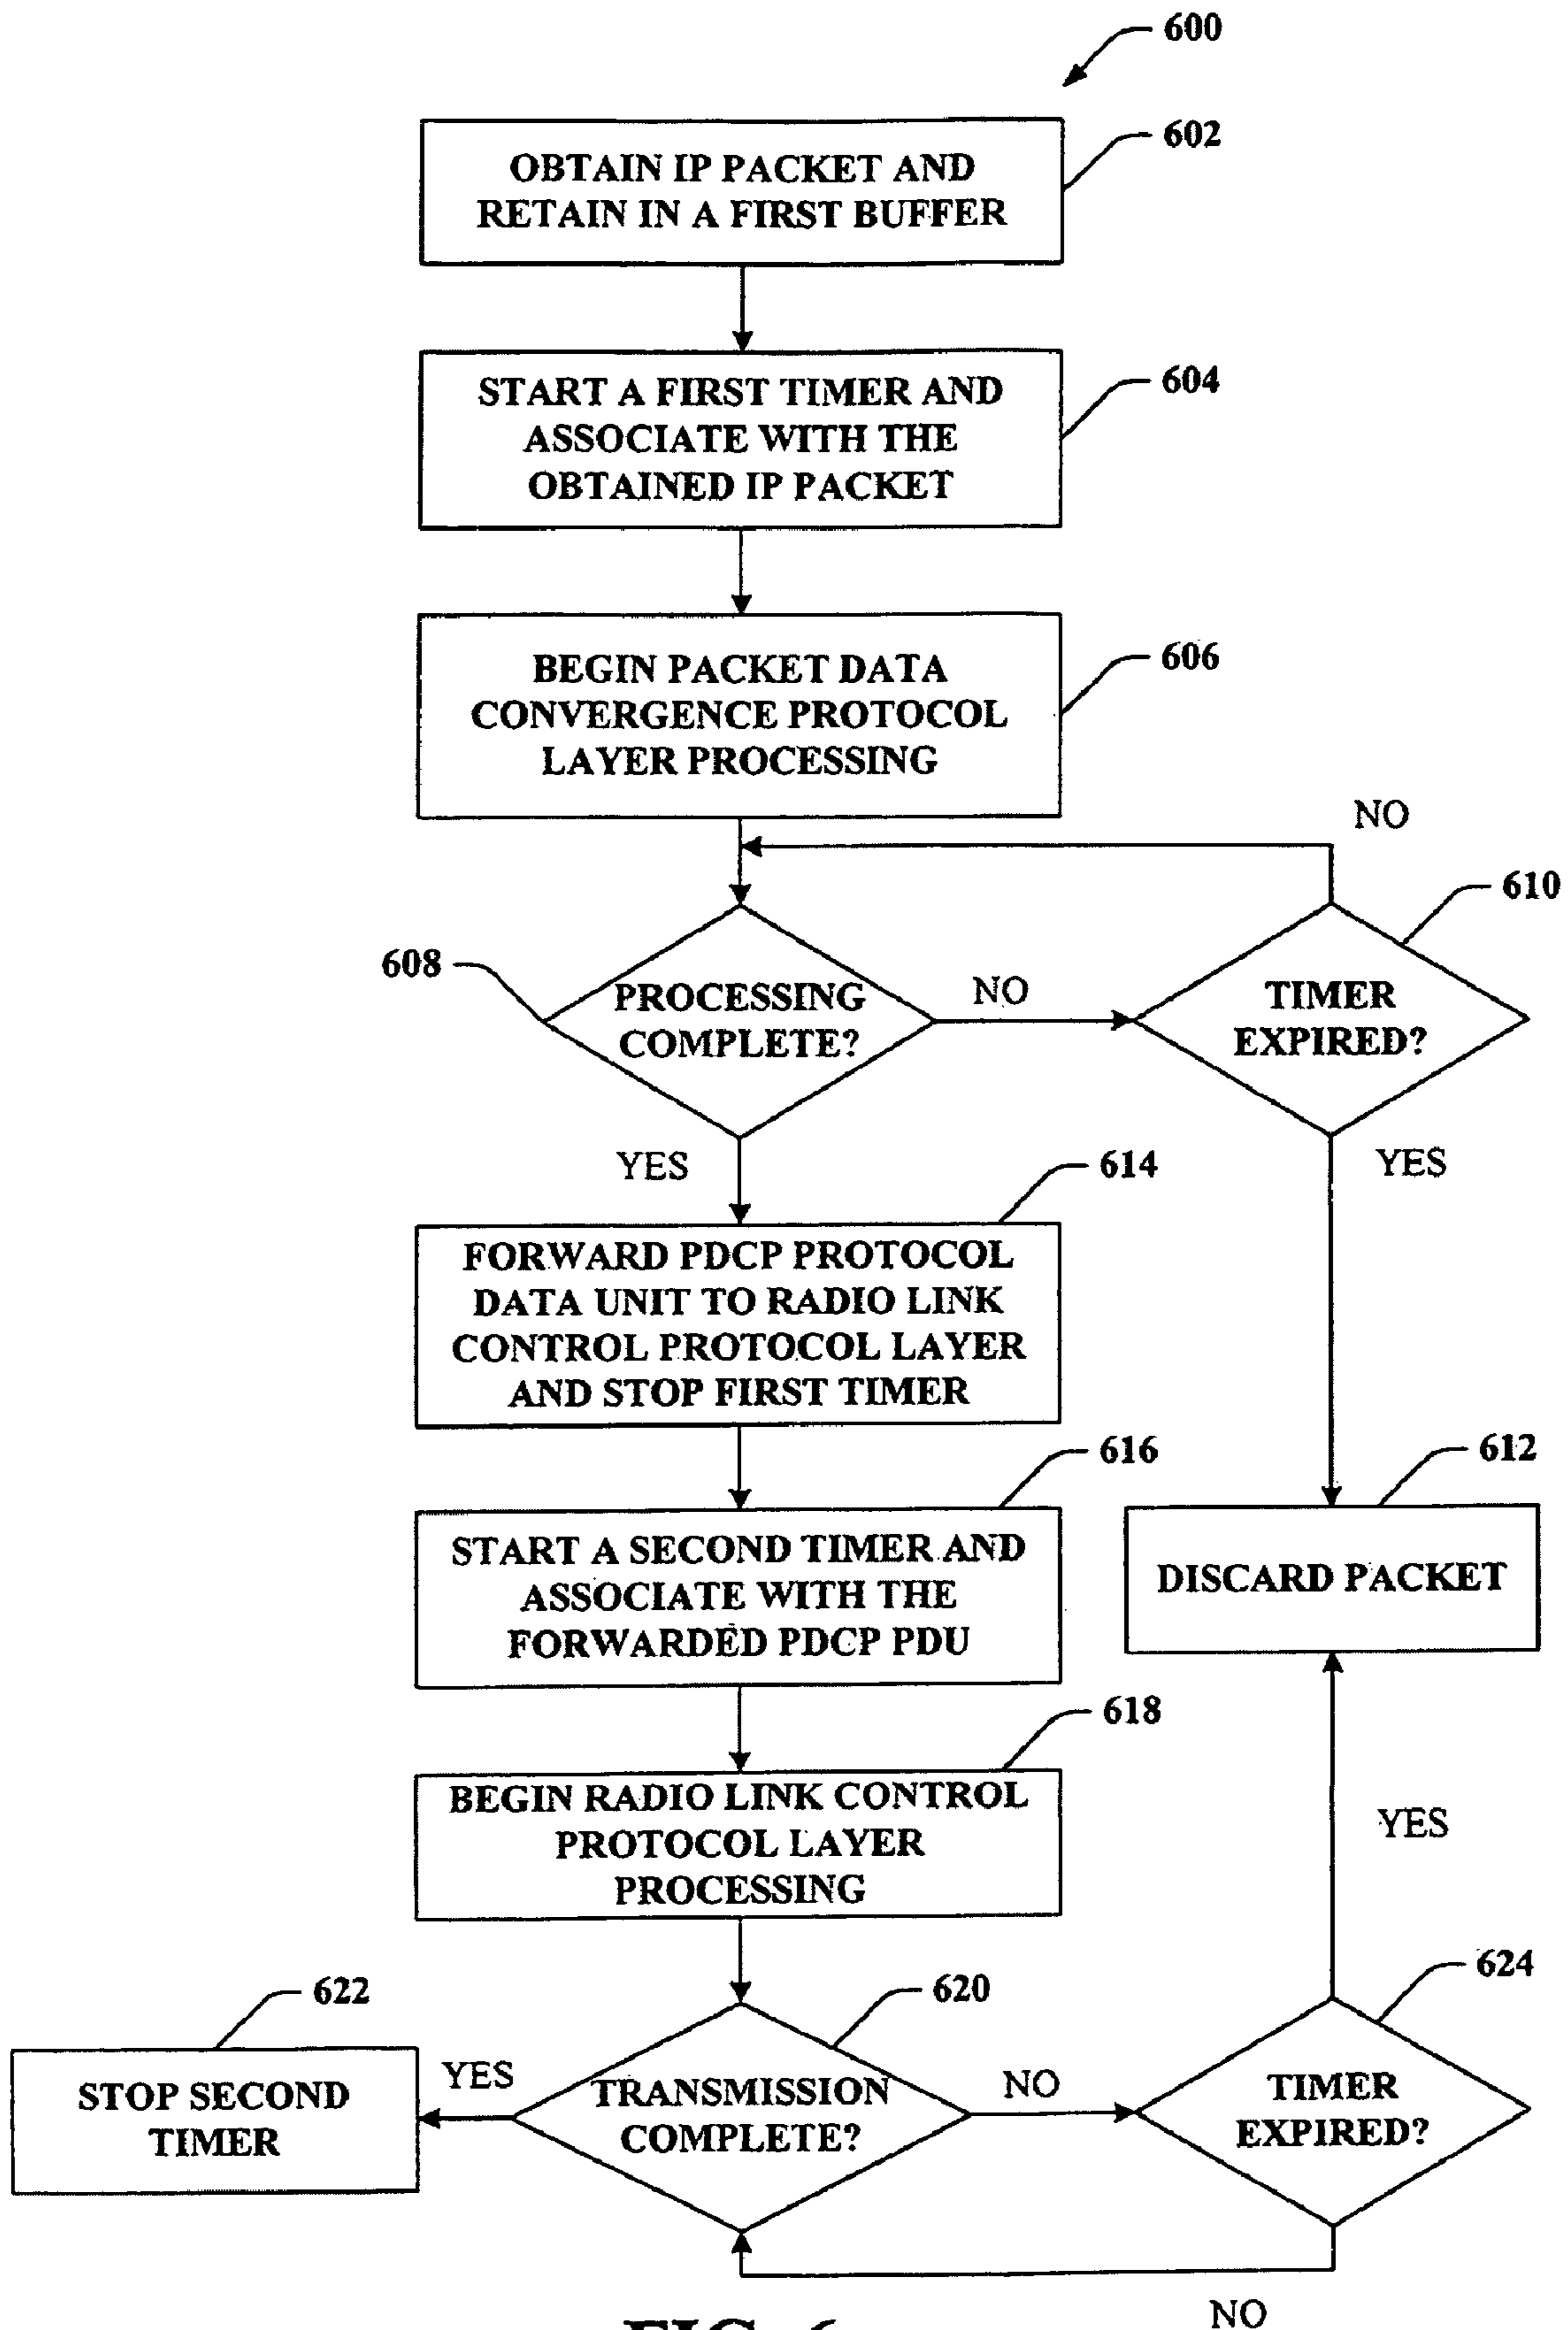 600
602
OBTAIN IP PACKET AND
RETAIN IN A FIRST BUFFER
604
START A FIRST TIMER AND
ASSOCIATE WITH THE
OBTAINED IP PACKET
606
BEGIN PACKET DATA
CONVERGENCE PROTOCOL
LAYER PROCESSING
NO
610
608
PROCESSING
COMPLETE?
NO
TIMER
EXPIRED?
YES
614
YES
FORWARD PDCP PROTOCOL
DATA UNIT TO RADIO LINK
CONTROL PROTOCOL LAYER
AND STOP FIRST TIMER
616
612
START A SECOND TIMER AND
ASSOCIATE WITH THE
FORWARDED PDCP PDU
DISCARD PACKET
618
BEGIN RADIO LINK CONTROL
PROTOCOL LAYER
PROCESSING
YES
622
620
624
STOP SECOND
TIMER
YES
TRANSMISSION
COMPLETE?
NO
TIMER
EXPIRED?
NO
FIG. 6